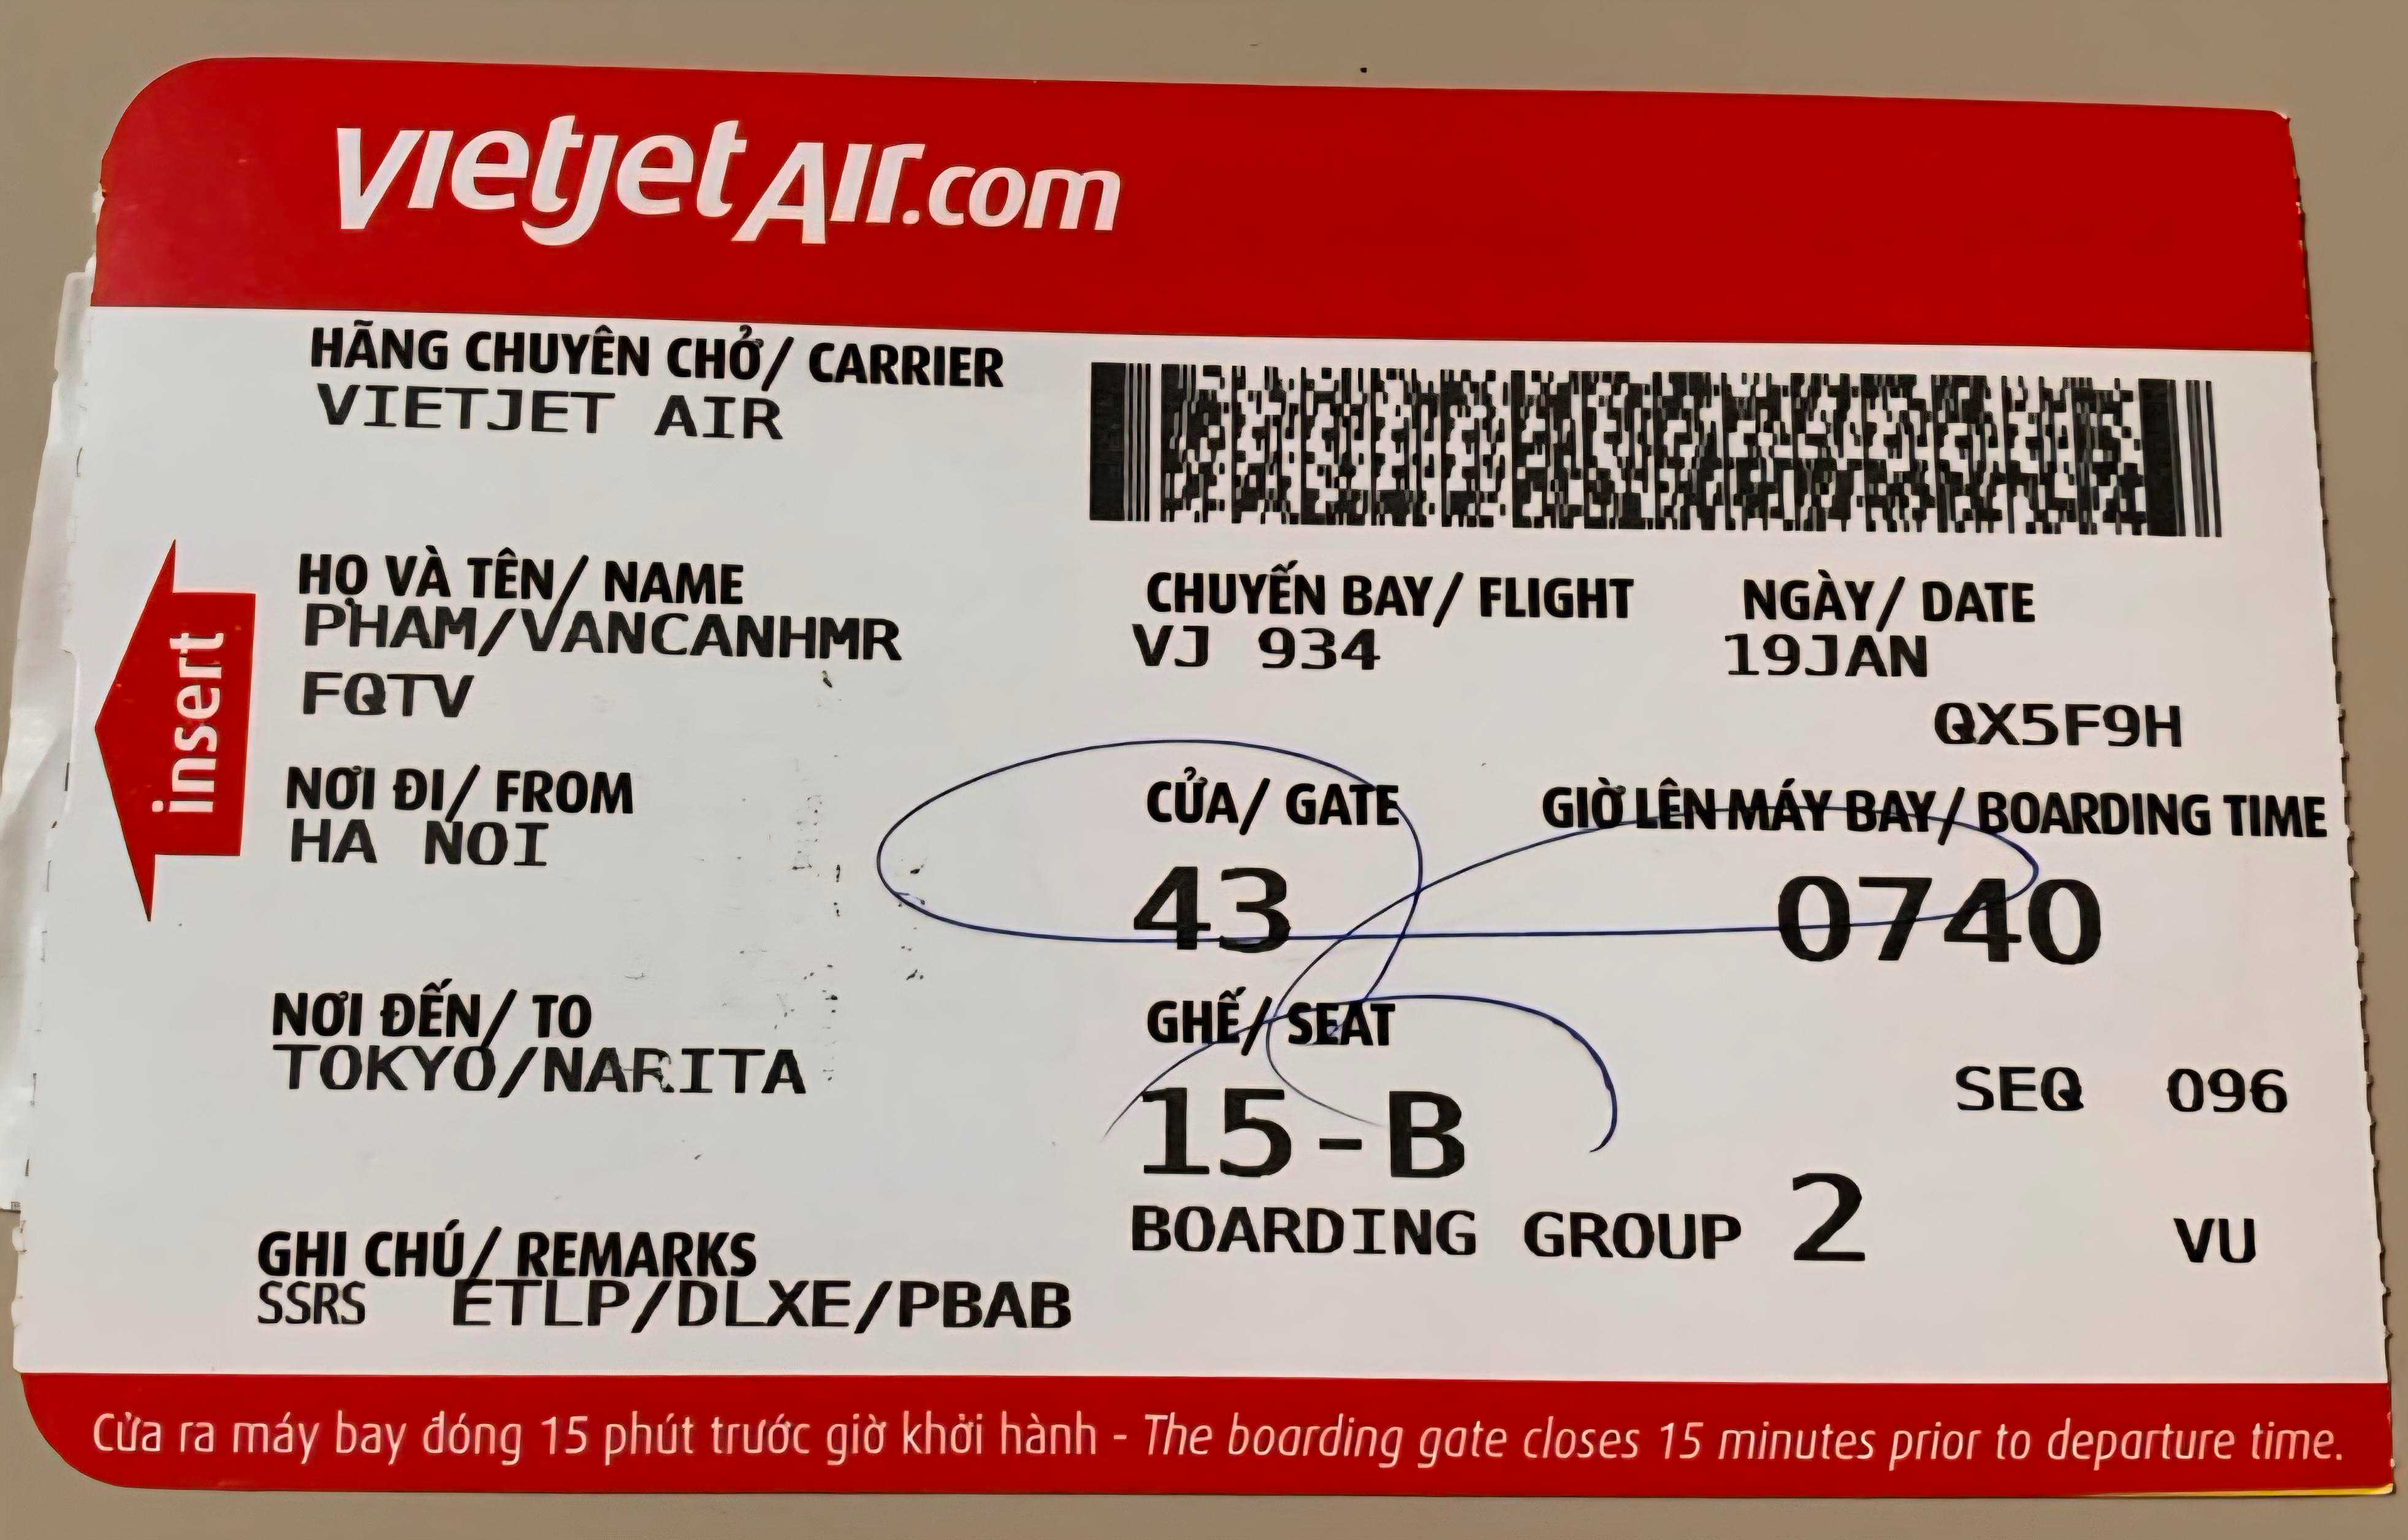 vietjetAir.com
HÃNG CHUYÊN CHỞ/ CARRIER
VIETJET AIR
HỌ VÀ TÊN/ NAME
PHAM/VANCANHMR
FQTV
CHUYẾN BAY/ FLIGHT
VJ 934
NGÀY/ DATE
19JAN
QX5F9H
insert
NƠI ĐI/ FROM
HA NOI
CỬA/ GATE
43
GIỜ LÊN MÁY BAY/ BOARDING TIME
0740
NƠI ĐẾN/ TO
TOKYO/NARITA
GHẾ/ SEAT
15-B
SEQ 096
BOARDING GROUP 2
VU
GHI CHÚ/ REMARKS
SSRS ETLP/DLXE/PBAB
Cửa ra máy bay đóng 15 phút trước giờ khởi hành - The boarding gate closes 15 minutes prior to departure time.